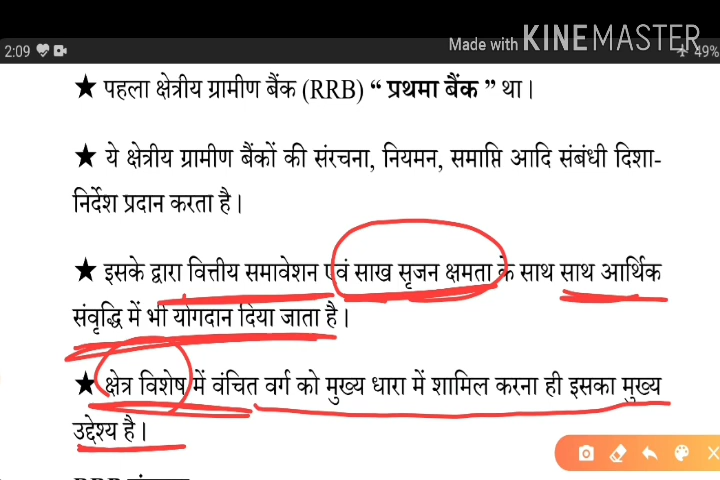 Made with KINEMASTER
2:09 49%
★ पहला क्षेत्रीय ग्रामीण बैंक (RRB) “ प्रथमा बैंक ” था।
★ ये क्षेत्रीय ग्रामीण बैंकों की संरचना, नियमन, समाप्ति आदि संबंधी दिशा-
निर्देश प्रदान करता है।
★ इसके द्वारा वित्तीय समावेशन एवं साख सृजन क्षमता के साथ साथ आर्थिक
संवृद्धि में भी योगदान दिया जाता है।
★ क्षेत्र विशेष में वंचित वर्ग को मुख्य धारा में शामिल करना ही इसका मुख्य
उद्देश्य है।